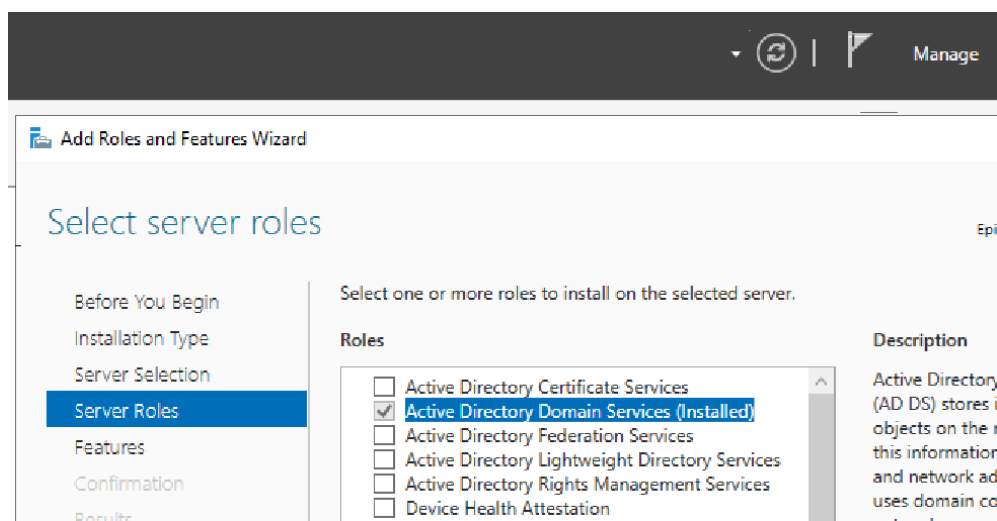 Manage
Add Roles and Features Wizard
Select server roles
Epi
Before You Begin
Installation Type
Server Selection
Server Roles
Features
Confirmation
Results
Select one or more roles to install on the selected server.
Roles
Active Directory Certificate Services
Active Directory Domain Services (Installed)
Active Directory Federation Services
Active Directory Lightweight Directory Services
Active Directory Rights Management Services
Device Health Attestation
Description
Active Directory
(AD DS) stores i
objects on the
this information
and network ad
uses domain co